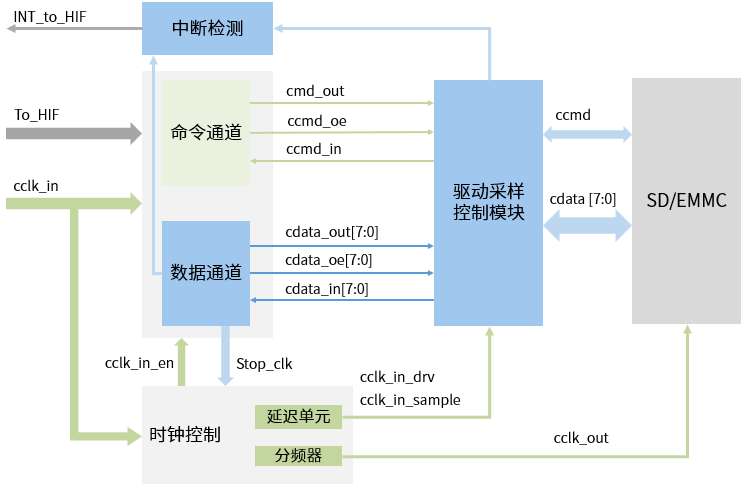 INT_to_HIF
中断检测
To_HIF
命令通道
cmd_out
ccmd_oe
ccmd_in
ccmd
cclk_in
驱动采样
控制模块
cdata [7:0]
SD/EMMC
数据通道
cdata_out[7:0]
cdata_oe[7:0]
cdata_in[7:0]
cclk_in_en
Stop_clk
cclk_in_drv
cclk_in_sample
时钟控制
延迟单元
分频器
cclk_out